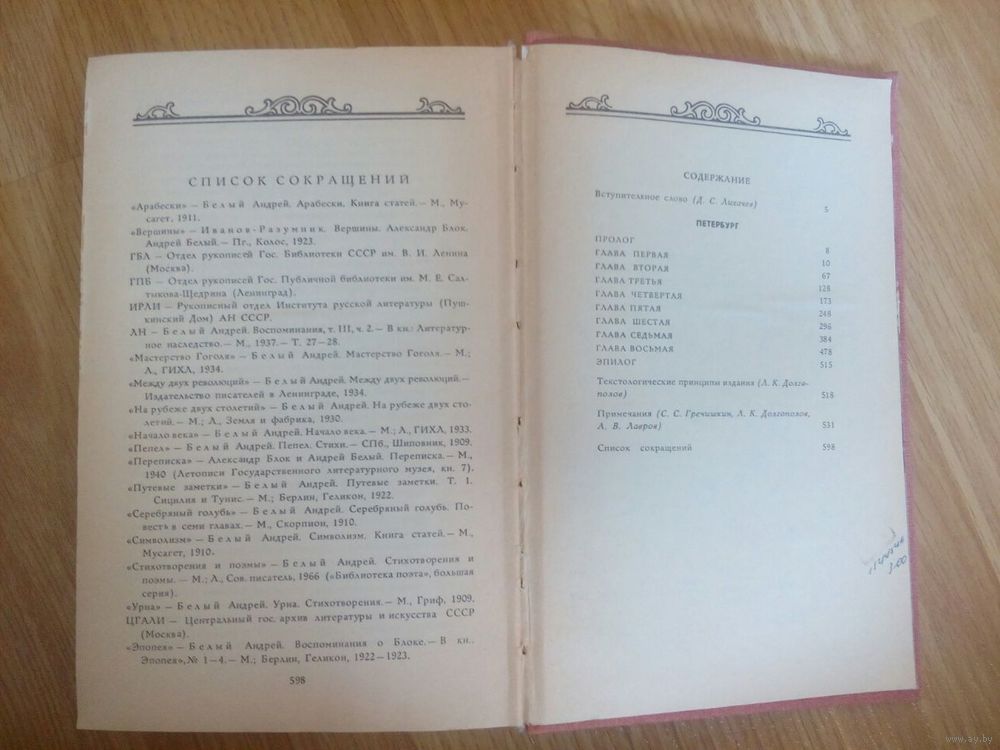 СПИСОК СОКРАЩЕНИЙ
«Арабески» — Белый Андрей. Арабески. Книга статей.— М., Му-
сагет, 1911.
«Вершины» — Иванов-Разумник. Вершины. Александр Блок.
Андрей Белый.— Пг., Колос, 1923.
ГБЛ — Отдел рукописей Гос. Библиотеки СССР им. В. И. Ленина
(Москва).
ГПБ — Отдел рукописей Гос. Публичной библиотеки им. М. Е. Сал-
тыкова-Щедрина (Ленинград).
ИРЛИ — Рукописный отдел Института русской литературы (Пуш-
кинский Дом) АН СССР.
ЛН — Белый Андрей. Воспоминания, т. III, ч. 2.— В кн.: Литератур-
ное наследство.— М., 1937.— Т. 27—28.
«Мастерство Гоголя» — Белый Андрей. Мастерство Гоголя.— М.;
Л., ГИХЛ, 1934.
«Между двух революций» — Белый Андрей. Между двух революций.—
Издательство писателей в Ленинграде, 1934.
«На рубеже двух столетий» — Белый Андрей. На рубеже двух сто-
летий.— М.; Л., Земля и фабрика, 1930.
«Начало века» — Белый Андрей. Начало века.— М.; Л., ГИХЛ, 1933.
«Пепел» — Белый Андрей. Пепел. Стихи.— СПб., Шиповник, 1909.
«Переписка» — Александр Блок и Андрей Белый. Переписка.— М.,
1940 (Летописи Государственного литературного музея, кн. 7).
«Путевые заметки» — Белый Андрей. Путевые заметки. Т. 1.
Сицилия и Тунис.— М.; Берлин, Геликон, 1922.
«Серебряный голубь» — Белый Андрей. Серебряный голубь. По-
весть в семи главах.— М., Скорпион, 1910.
«Символизм» — Белый Андрей. Символизм. Книга статей.— М.,
Мусагет, 1910.
«Стихотворения и поэмы» — Белый Андрей. Стихотворения и
поэмы. — М.; Л., Сов. писатель, 1966 («Библиотека поэта», большая
серия).
«Урна» — Белый Андрей. Урна. Стихотворения.— М., Гриф, 1909.
ЦГАЛИ — Центральный гос. архив литературы и искусства СССР
(Москва).
«Эпопея» — Белый Андрей. Воспоминания о Блоке.— В кн.:
Эпопея», № 1—4.— М.; Берлин, Геликон, 1922—1923.
598
СОДЕРЖАНИЕ
Вступительное слово (Д. С. Лихачев) 5
ПЕТЕРБУРГ
ПРОЛОГ 8
ГЛАВА ПЕРВАЯ 10
ГЛАВА ВТОРАЯ 67
ГЛАВА ТРЕТЬЯ 128
ГЛАВА ЧЕТВЕРТАЯ 173
ГЛАВА ПЯТАЯ 248
ГЛАВА ШЕСТАЯ 296
ГЛАВА СЕДЬМАЯ 384
ГЛАВА ВОСЬМАЯ 478
ЭПИЛОГ 515
Текстологические принципы издания (Л. К. Долго-
полов) 518
Примечания (С. С. Гречишкин, Л. К. Долгополов,
А. В. Лавров) 531
Список сокращений 598
www.ay.by